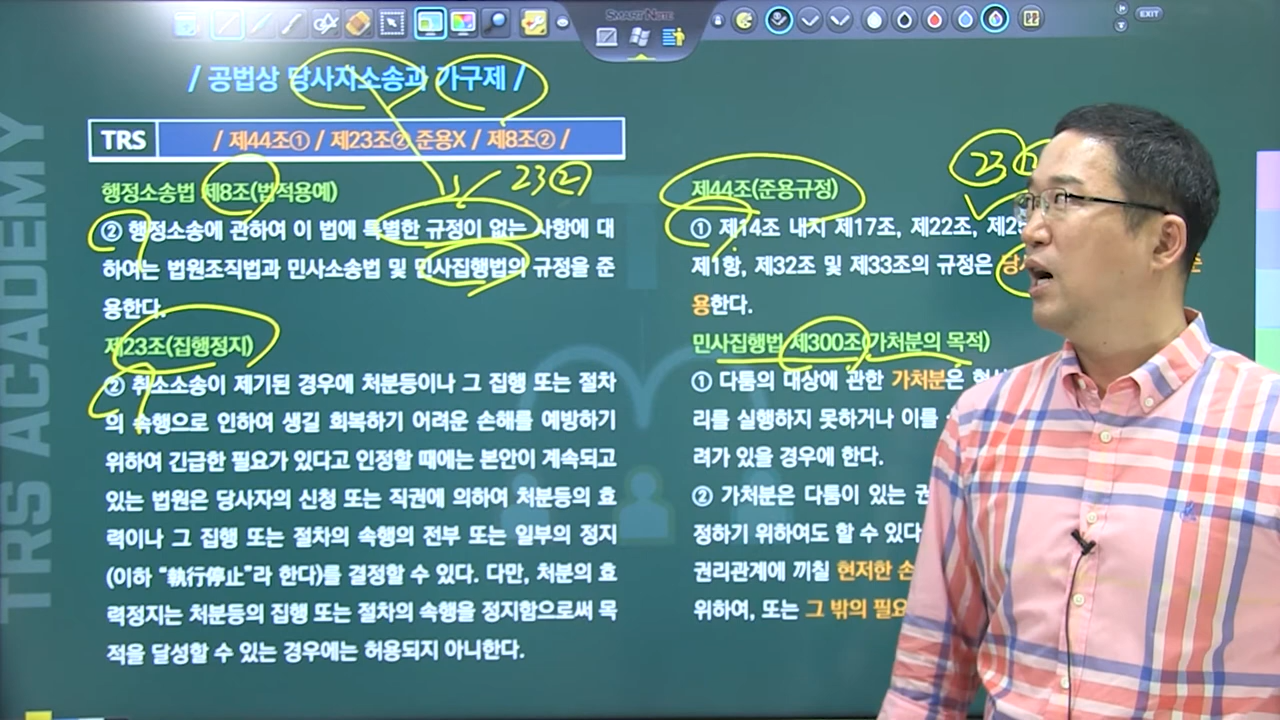 SMART NOTE
EXIT
/ 공법상 당사자소송과 가구제 /
TRS / 제44조① / 제23조② 준용X / 제8조② /
행정소송법 제8조(법적용예)
23②
② 행정소송에 관하여 이 법에 특별한 규정이 없는 사항에 대
하여는 법원조직법과 민사소송법 및 민사집행법의 규정을 준
용한다.
제23조(집행정지)
② 취소소송이 제기된 경우에 처분등이나 그 집행 또는 절차
의 속행으로 인하여 생길 회복하기 어려운 손해를 예방하기
위하여 긴급한 필요가 있다고 인정할 때에는 본안이 계속되고
있는 법원은 당사자의 신청 또는 직권에 의하여 처분등의 효
력이나 그 집행 또는 절차의 속행의 전부 또는 일부의 정지
(이하 “執行停止”라 한다)를 결정할 수 있다. 다만, 처분의 효
력정지는 처분등의 집행 또는 절차의 속행을 정지함으로써 목
적을 달성할 수 있는 경우에는 허용되지 아니한다.
23
제44조(준용규정)
① 제14조 내지 제17조, 제22조, 제25
제1항, 제32조 및 제33조의 규정은 당
용한다.
민사집행법 제300조(가처분의 목적)
① 다툼의 대상에 관한 가처분은
리를 실행하지 못하거나 이를
려가 있을 경우에 한다.
② 가처분은 다툼이 있는
정하기 위하여도 할 수 있다
권리관계에 끼칠 현저한 손
위하여, 또는 그 밖의 필요
TRS ACADEMY